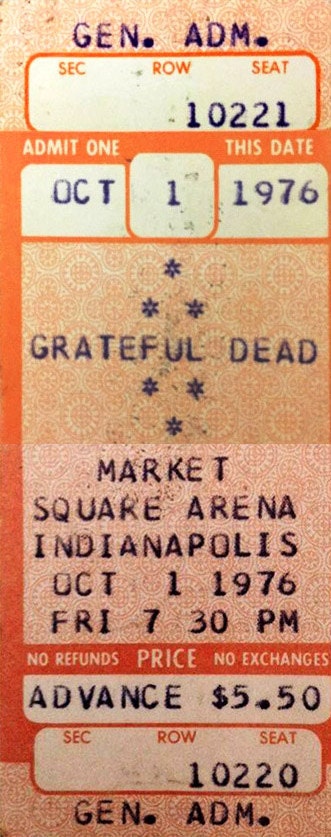 GEN. ADM.
SEC ROW SEAT
10221
ADMIT ONE THIS DATE
OCT 1 1976
*
* *
GRATEFUL DEAD
* *
*
MARKET
SQUARE ARENA
INDIANAPOLIS
OCT 1 1976
FRI 7 30 PM
NO REFUNDS PRICE NO EXCHANGES
ADVANCE $5.50
SEC ROW SEAT
10220
GEN. ADM.